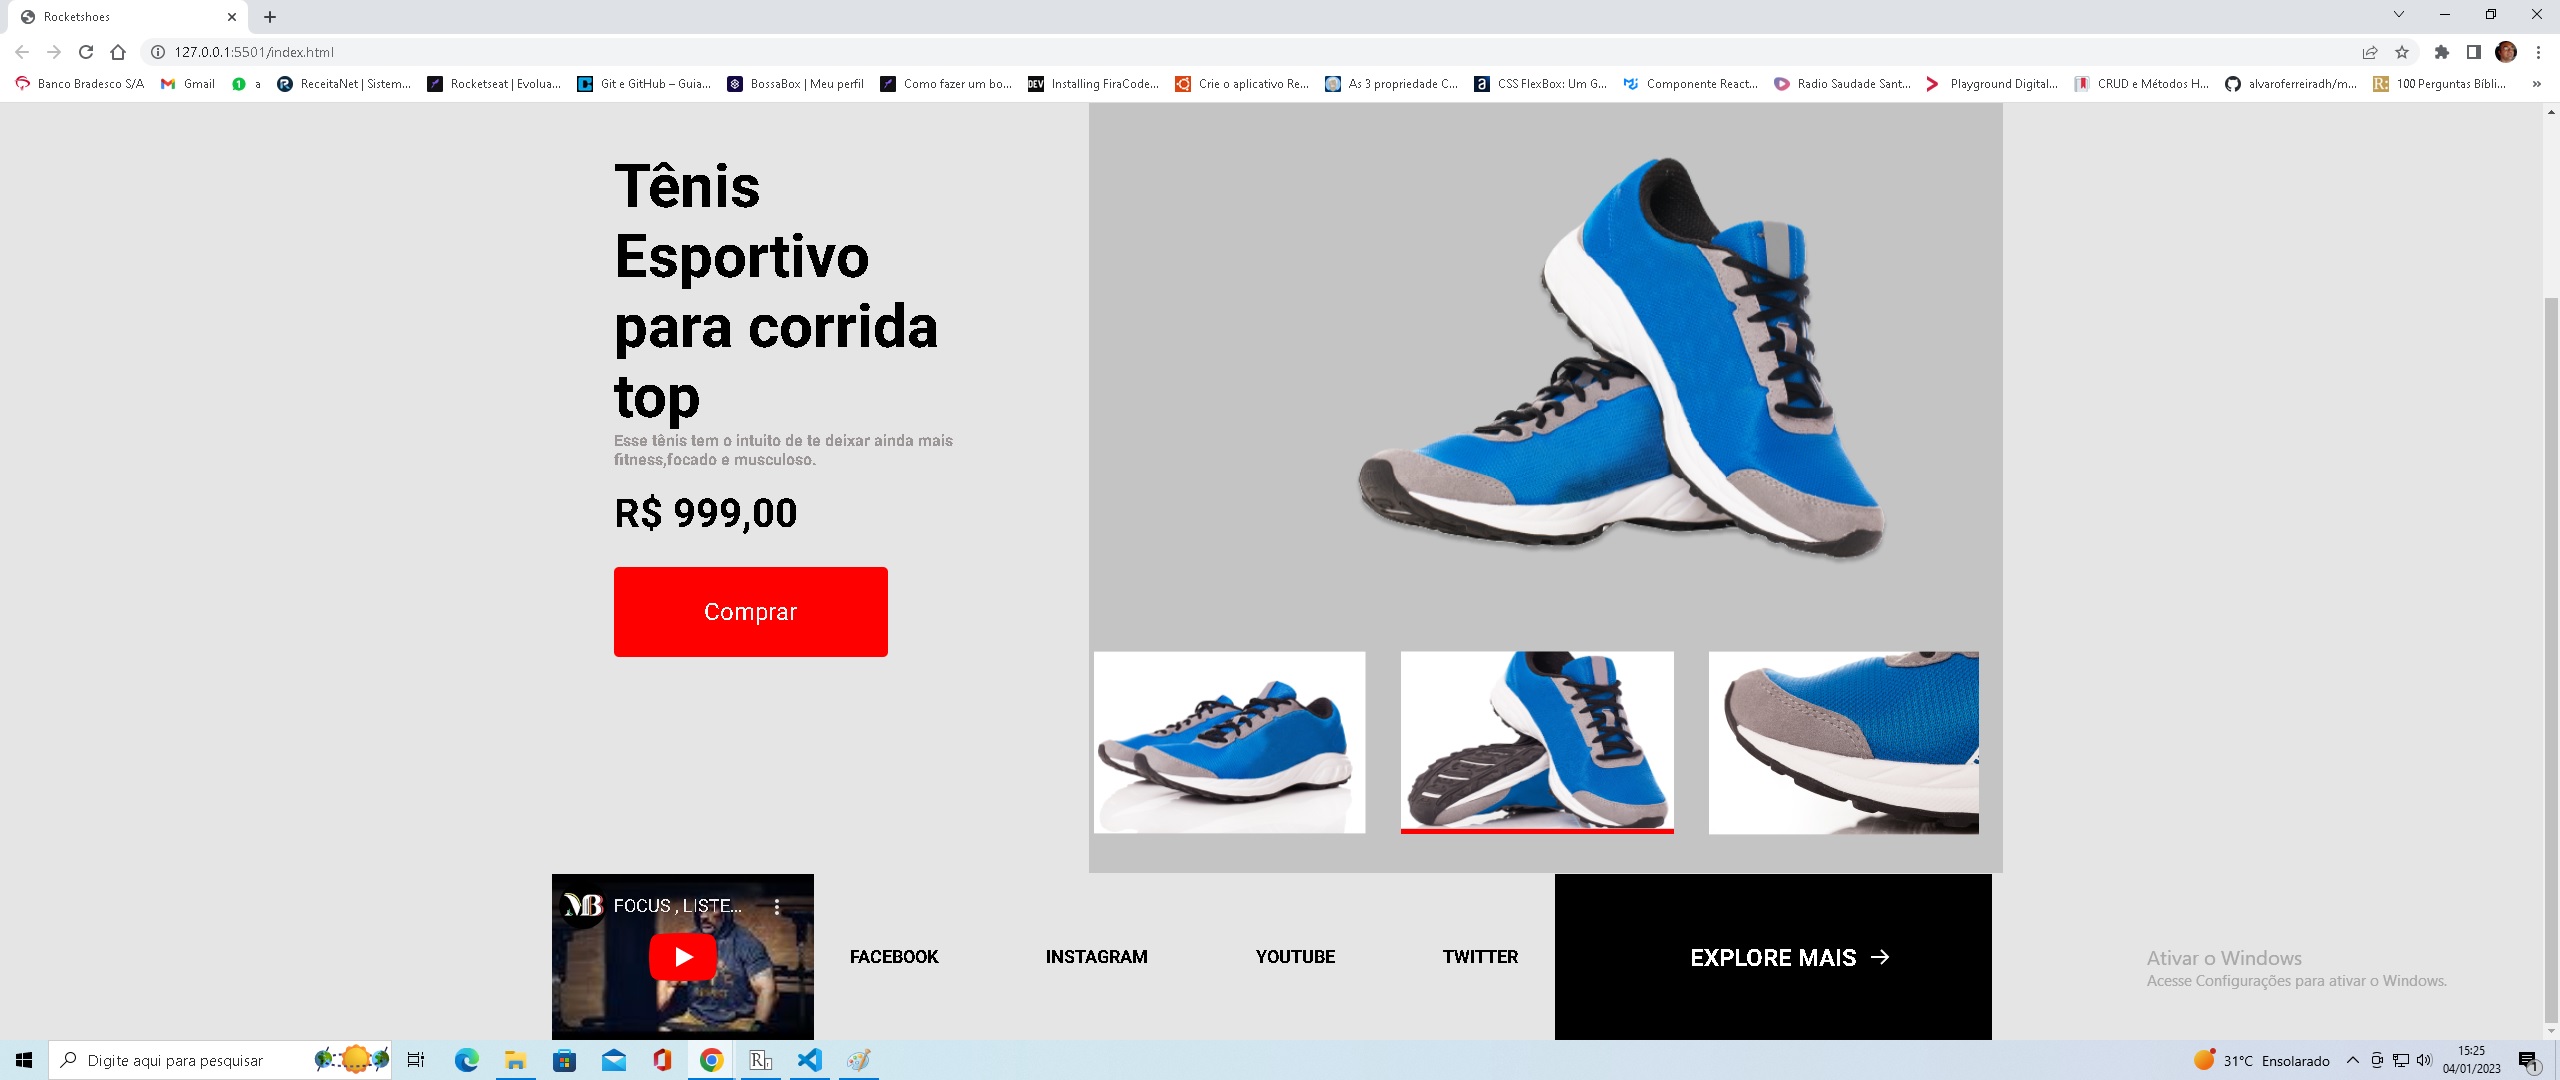 Rocketshoes
127.0.0.1:5501/index.html
Banco Bradesco S/A
Gmail
a
ReceitaNet | Sistem...
Rocketseat | Evolua...
Git e GitHub – Guia...
BossaBox | Meu perfil
Como fazer um bo...
DEV
Installing FiraCode...
Crie o aplicativo Re...
As 3 propriedade C...
a
CSS FlexBox: Um G...
Componente React...
Radio Saudade Sant...
Playground Digital...
CRUD e Métodos H...
alvaroferreiradh/m...
R:
100 Perguntas Bíbli...
»
Tênis
Esportivo
para corrida
top
Esse tênis tem o intuito de te deixar ainda mais
fitness,focado e musculoso.
R$ 999,00
Comprar
MB
FOCUS , LISTE...
FACEBOOK
INSTAGRAM
YOUTUBE
TWITTER
EXPLORE MAIS →
Ativar o Windows
Acesse Configurações para ativar o Windows.
Digite aqui para pesquisar
31°C Ensolarado
15:25
04/01/2023
1